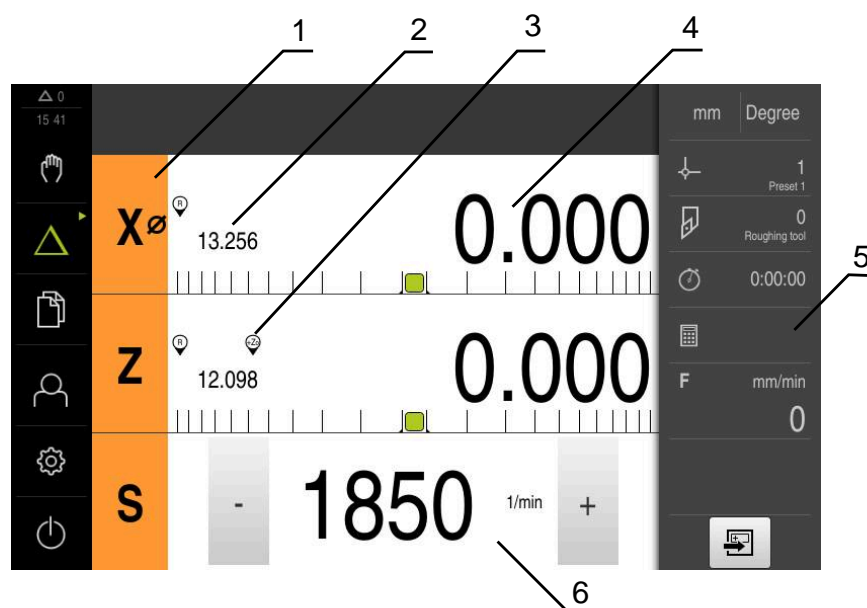 1 2 3 4
0
15 41
mm Degree
1
Preset 1
0
Roughing tool
0:00:00
5
F mm/min
0
X⌀ R 13.256 0.000
Z R +Zo 12.098 0.000
S - 1850 1/min +
6